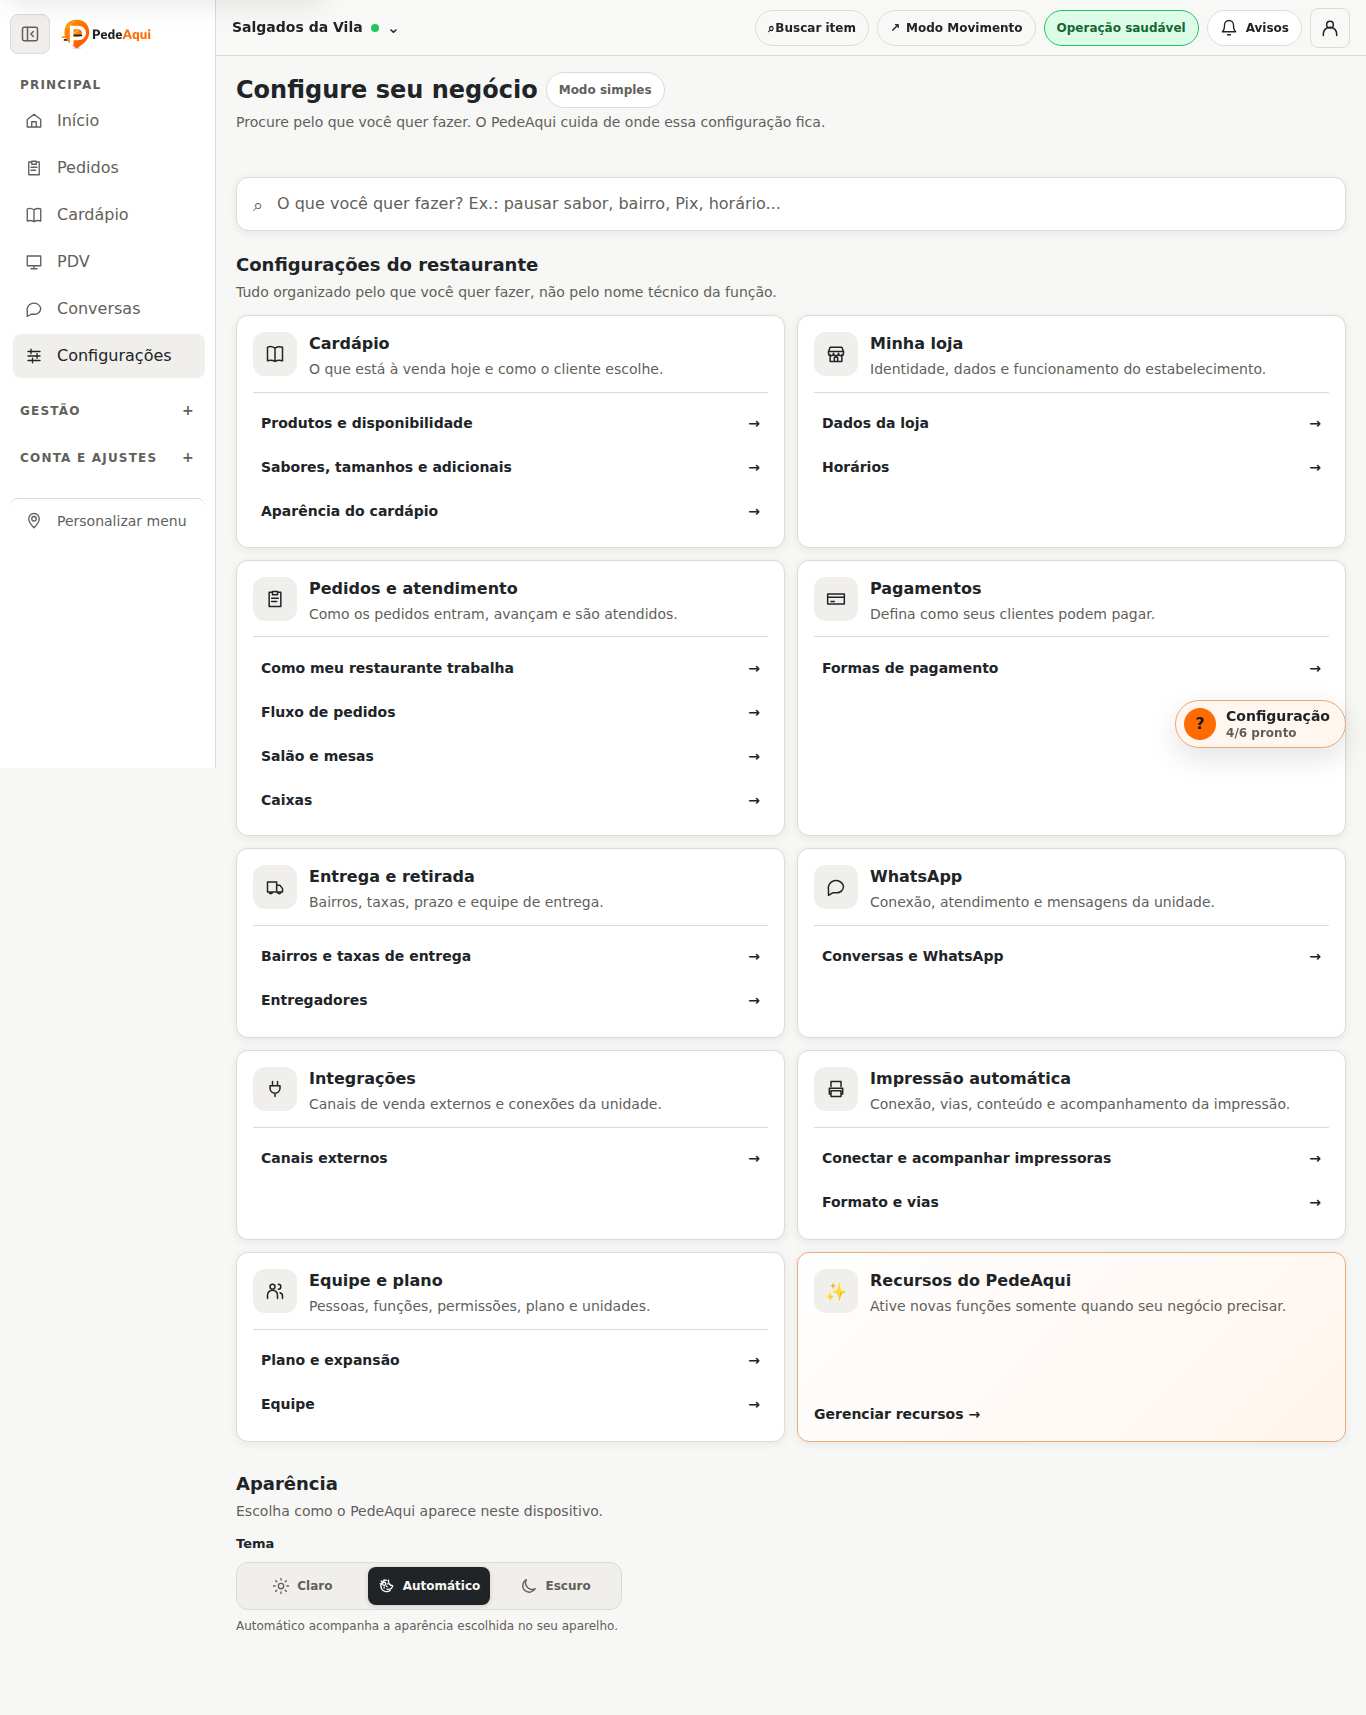 PedeAqui
PRINCIPAL
Início
Pedidos
Cardápio
PDV
Conversas
Configurações
GESTÃO +
CONTA E AJUSTES +
Personalizar menu
Salgados da Vila
Buscar item
↗ Modo Movimento
Operação saudável
Avisos
Configure seu negócio
Modo simples
Procure pelo que você quer fazer. O PedeAqui cuida de onde essa configuração fica.
O que você quer fazer? Ex.: pausar sabor, bairro, Pix, horário...
Configurações do restaurante
Tudo organizado pelo que você quer fazer, não pelo nome técnico da função.
Cardápio
O que está à venda hoje e como o cliente escolhe.
Produtos e disponibilidade →
Sabores, tamanhos e adicionais →
Aparência do cardápio →
Minha loja
Identidade, dados e funcionamento do estabelecimento.
Dados da loja →
Horários →
Pedidos e atendimento
Como os pedidos entram, avançam e são atendidos.
Como meu restaurante trabalha →
Fluxo de pedidos →
Salão e mesas →
Caixas →
Pagamentos
Defina como seus clientes podem pagar.
Formas de pagamento →
?
Configuração
4/6 pronto
Entrega e retirada
Bairros, taxas, prazo e equipe de entrega.
Bairros e taxas de entrega →
Entregadores →
WhatsApp
Conexão, atendimento e mensagens da unidade.
Conversas e WhatsApp →
Integrações
Canais de venda externos e conexões da unidade.
Canais externos →
Impressão automática
Conexão, vias, conteúdo e acompanhamento da impressão.
Conectar e acompanhar impressoras →
Formato e vias →
Equipe e plano
Pessoas, funções, permissões, plano e unidades.
Plano e expansão →
Equipe →
Recursos do PedeAqui
Ative novas funções somente quando seu negócio precisar.
Gerenciar recursos →
Aparência
Escolha como o PedeAqui aparece neste dispositivo.
Tema
Claro
Automático
Escuro
Automático acompanha a aparência escolhida no seu aparelho.